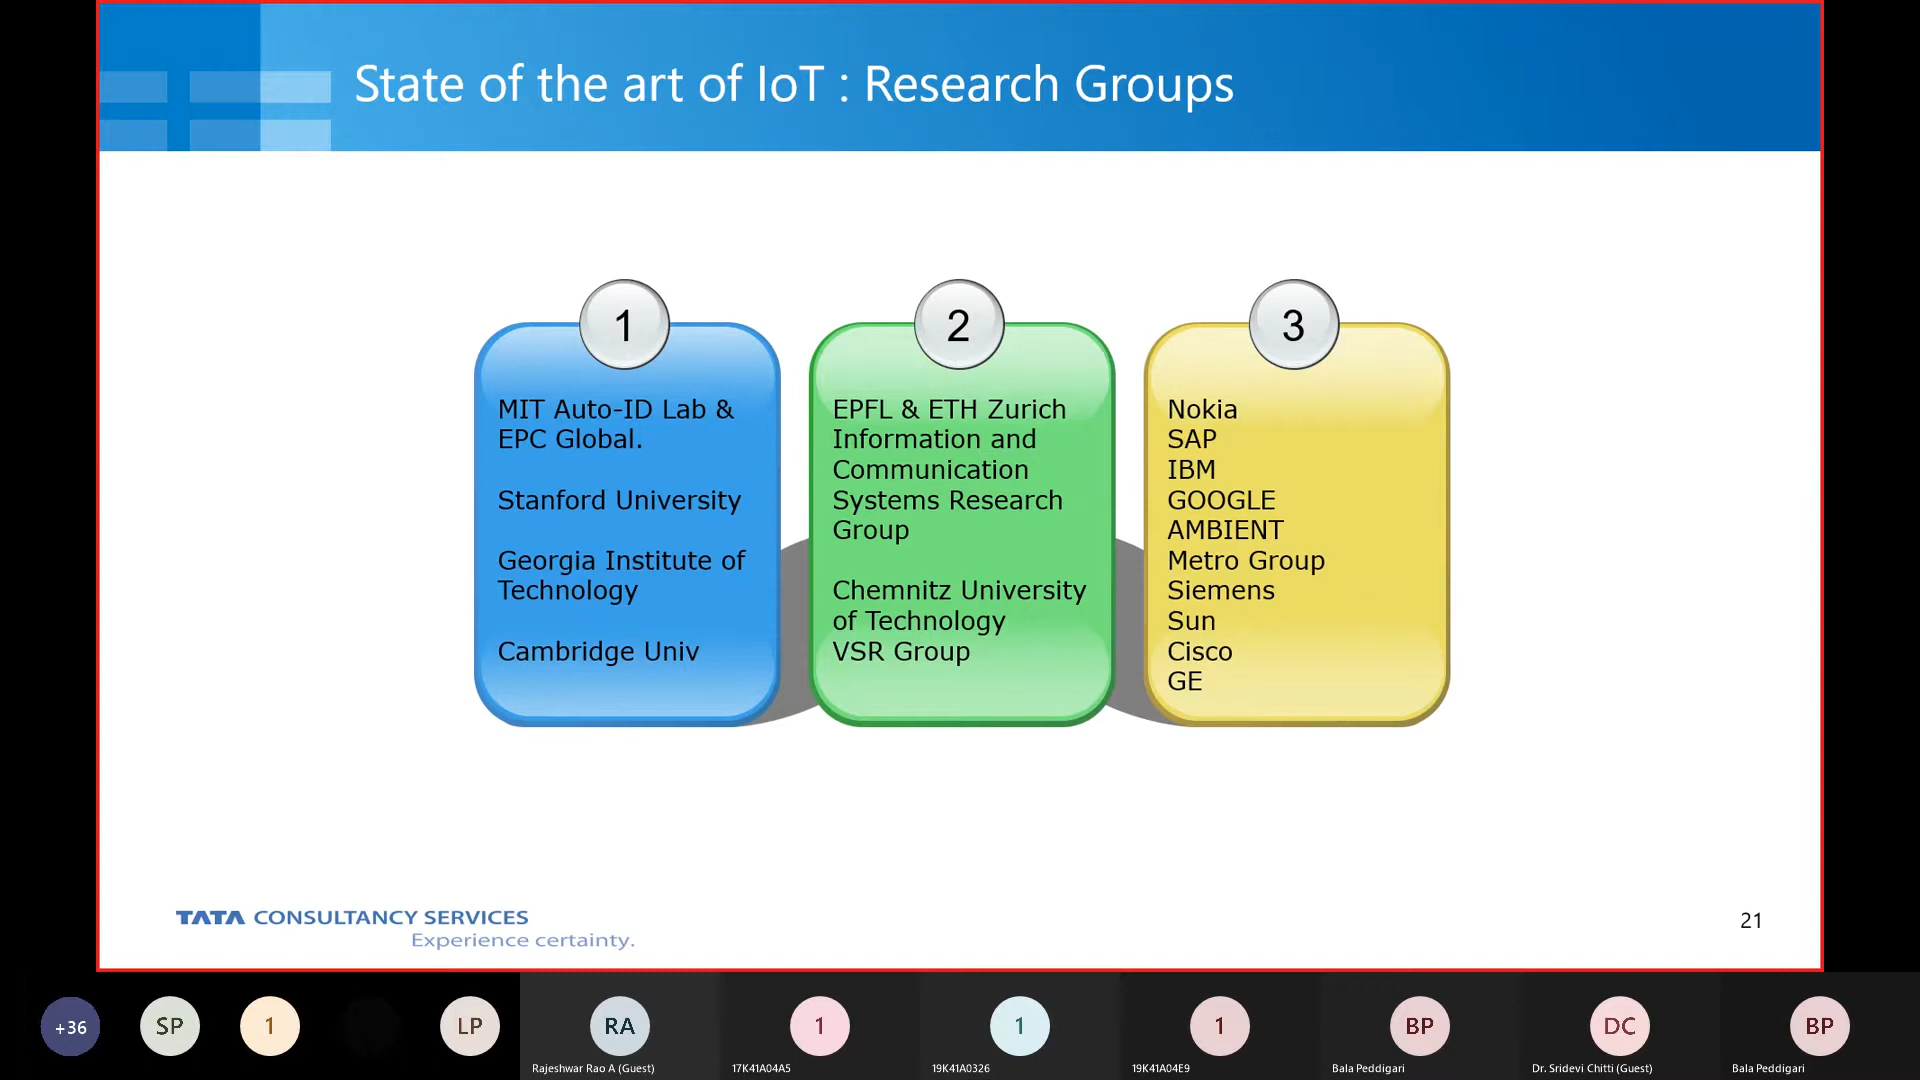 State of the art of IoT : Research Groups
1
MIT Auto-ID Lab &
EPC Global.
Stanford University
Georgia Institute of
Technology
Cambridge Univ
2
EPFL & ETH Zurich
Information and
Communication
Systems Research
Group
Chemnitz University
of Technology
VSR Group
3
Nokia
SAP
IBM
GOOGLE
AMBIENT
Metro Group
Siemens
Sun
Cisco
GE
TATA CONSULTANCY SERVICES
Experience certainty.
21
+36
SP
1
LP
RA
Rajeshwar Rao A (Guest)
1
17K41A04A5
1
19K41A0326
1
19K41A04E9
BP
Bala Peddigari
DC
Dr. Sridevi Chitti (Guest)
BP
Bala Peddigari